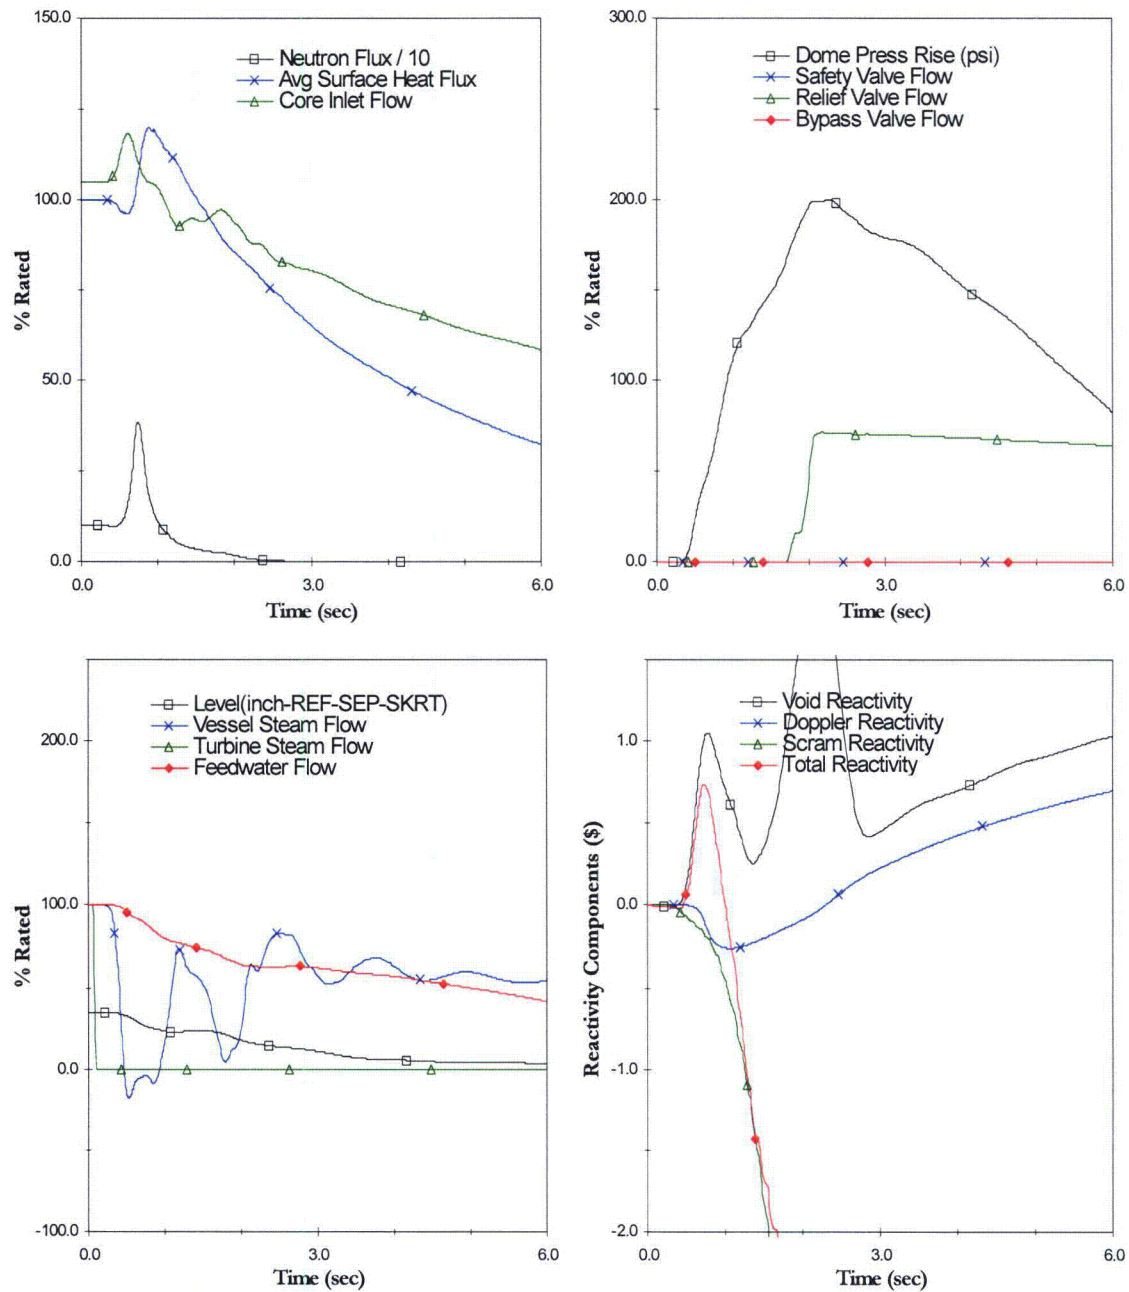 150.0
Neutron Flux / 10
Avg Surface Heat Flux
Core Inlet Flow
100.0
% Rated
50.0
0.0
0.0
3.0
6.0
Time (sec)
300.0
Dome Press Rise (psi)
Safety Valve Flow
Relief Valve Flow
Bypass Valve Flow
200.0
% Rated
100.0
0.0
0.0
3.0
6.0
Time (sec)
Level(inch-REF-SEP-SKRT)
Vessel Steam Flow
Turbine Steam Flow
Feedwater Flow
200.0
100.0
% Rated
0.0
-100.0
0.0
3.0
6.0
Time (sec)
Void Reactivity
Doppler Reactivity
Scram Reactivity
Total Reactivity
1.0
Reactivity Components ($)
0.0
-1.0
-2.0
0.0
3.0
6.0
Time (sec)